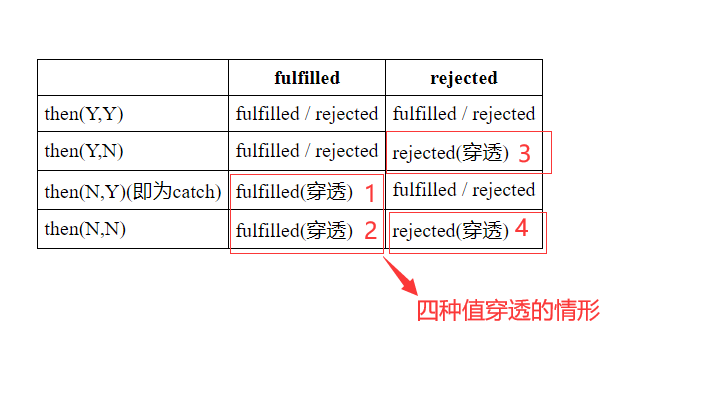 fulfilled rejected
then(Y,Y) fulfilled / rejected fulfilled / rejected
then(Y,N) fulfilled / rejected rejected(穿透) 3
then(N,Y)(即为catch) fulfilled(穿透) 1 fulfilled / rejected
then(N,N) fulfilled(穿透) 2 rejected(穿透) 4
四种值穿透的情形